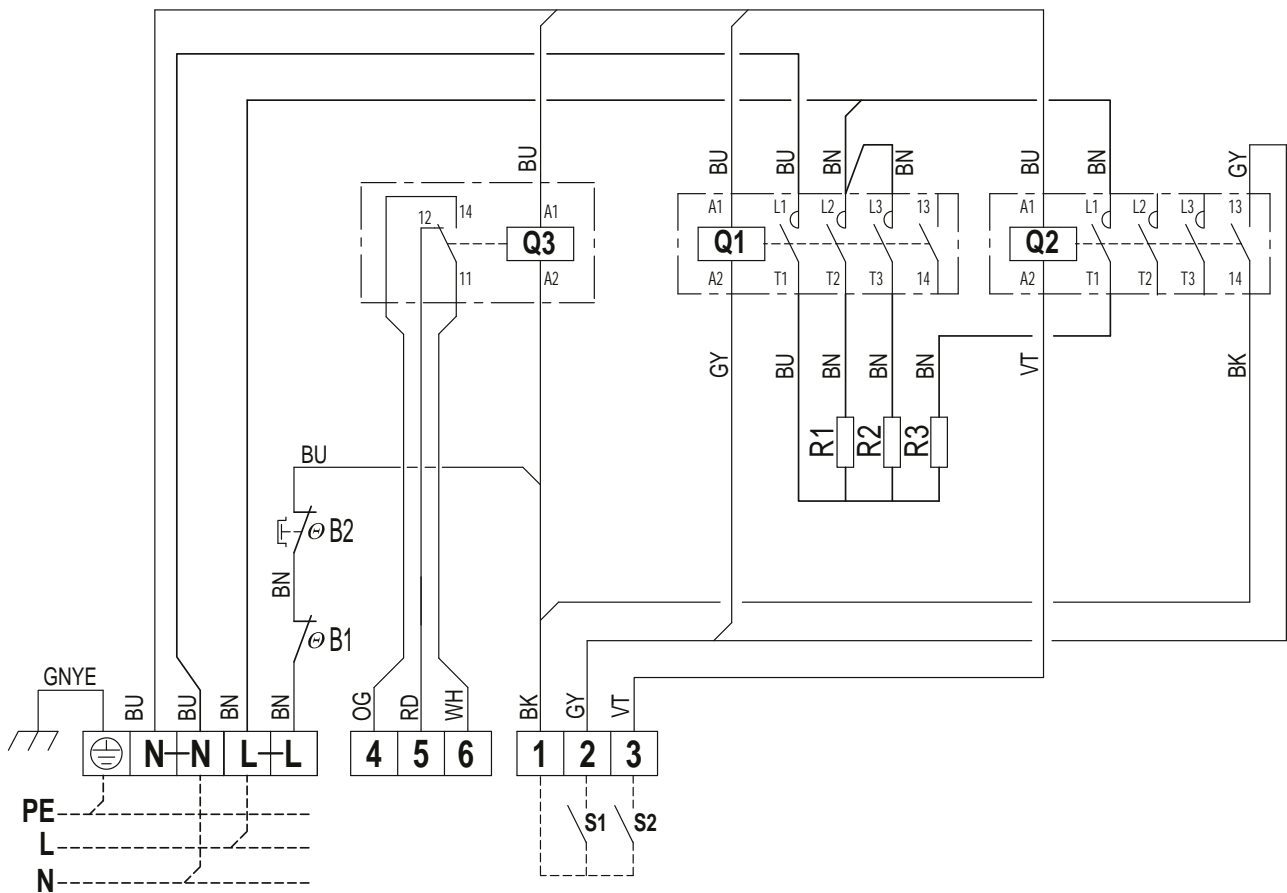 BU BU BU BN BN BU BN GY
14 12 A1 11 A2
Q3
A1 L1 L2 L3 13
Q1
A2 T1 T2 T3 14
A1 L1 L2 L3 13
Q2
A2 T1 T2 T3 14
GY BU BN BN BN VT BK
R1 R2 R3
BU
Θ B2
BN
Θ B1
GNYE
BU BU BN BN OG RD WH BK GY VT
N N L L 4 5 6 1 2 3
S1 S2
PE
L
N